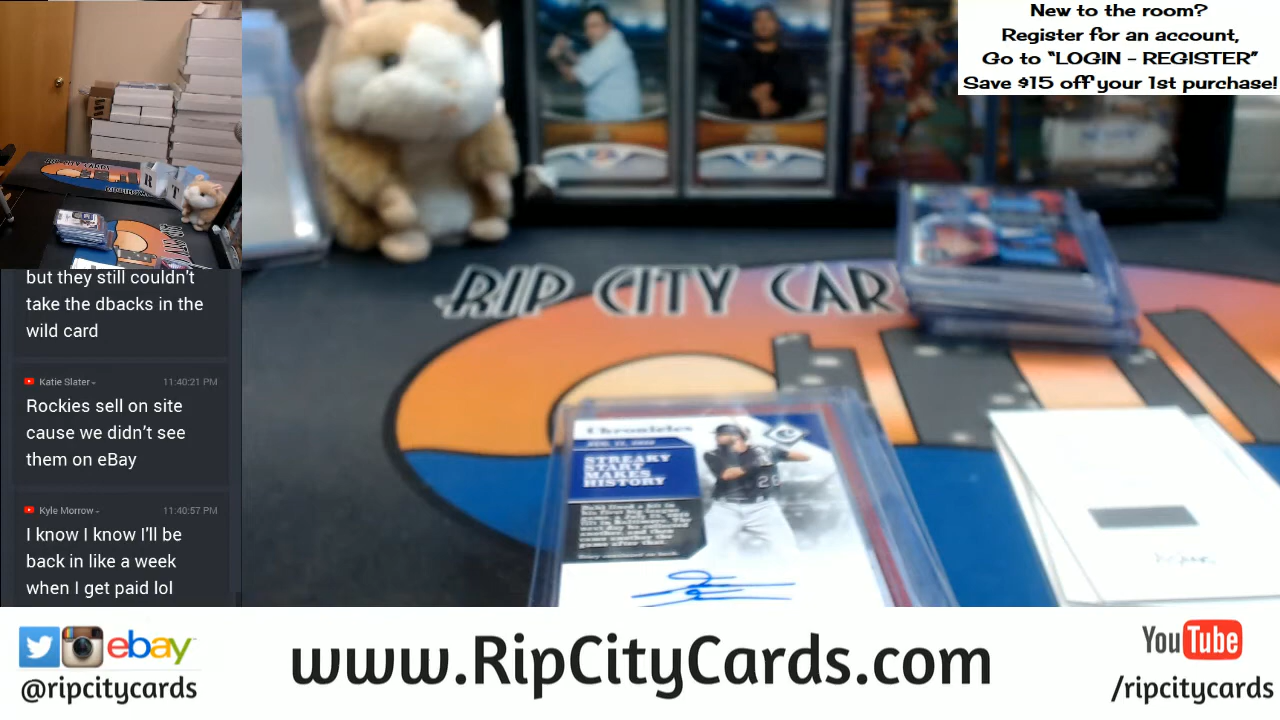 New to the room?
Register for an account,
Go to “LOGIN - REGISTER”
Save $15 off your 1st purchase!
but they still couldn't
take the dbacks in the
wild card
Katie Slater
11:40:21 PM
Rockies sell on site
cause we didn't see
them on eBay
Kyle Morrow
11:40:57 PM
I know I know I'll be
back in like a week
when I get paid lol
RIP CITY CAR
Chronicles
STREAKY
START
MAKES
HISTORY
ebay
@ripcitycards
www.RipCityCards.com
YouTube
/ripcitycards